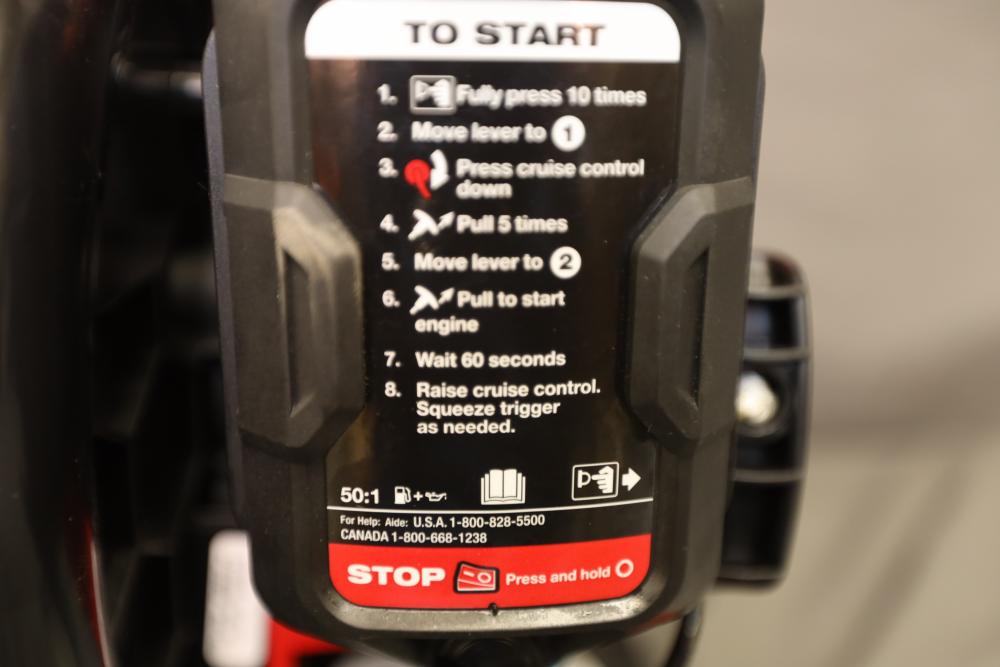 TO START
1. Fully press 10 times
2. Move lever to 1
3. Press cruise control
down
4. Pull 5 times
5. Move lever to 2
6. Pull to start
engine
7. Wait 60 seconds
8. Raise cruise control.
Squeeze trigger
as needed.
50:1 +
For Help: Aide: U.S.A. 1-800-828-5500
CANADA 1-800-668-1238
STOP Press and hold O